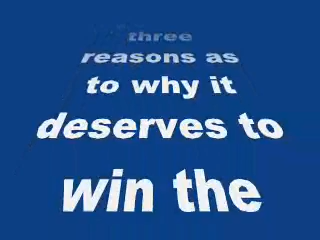 three
reasons as
to why it
deserves to
win the